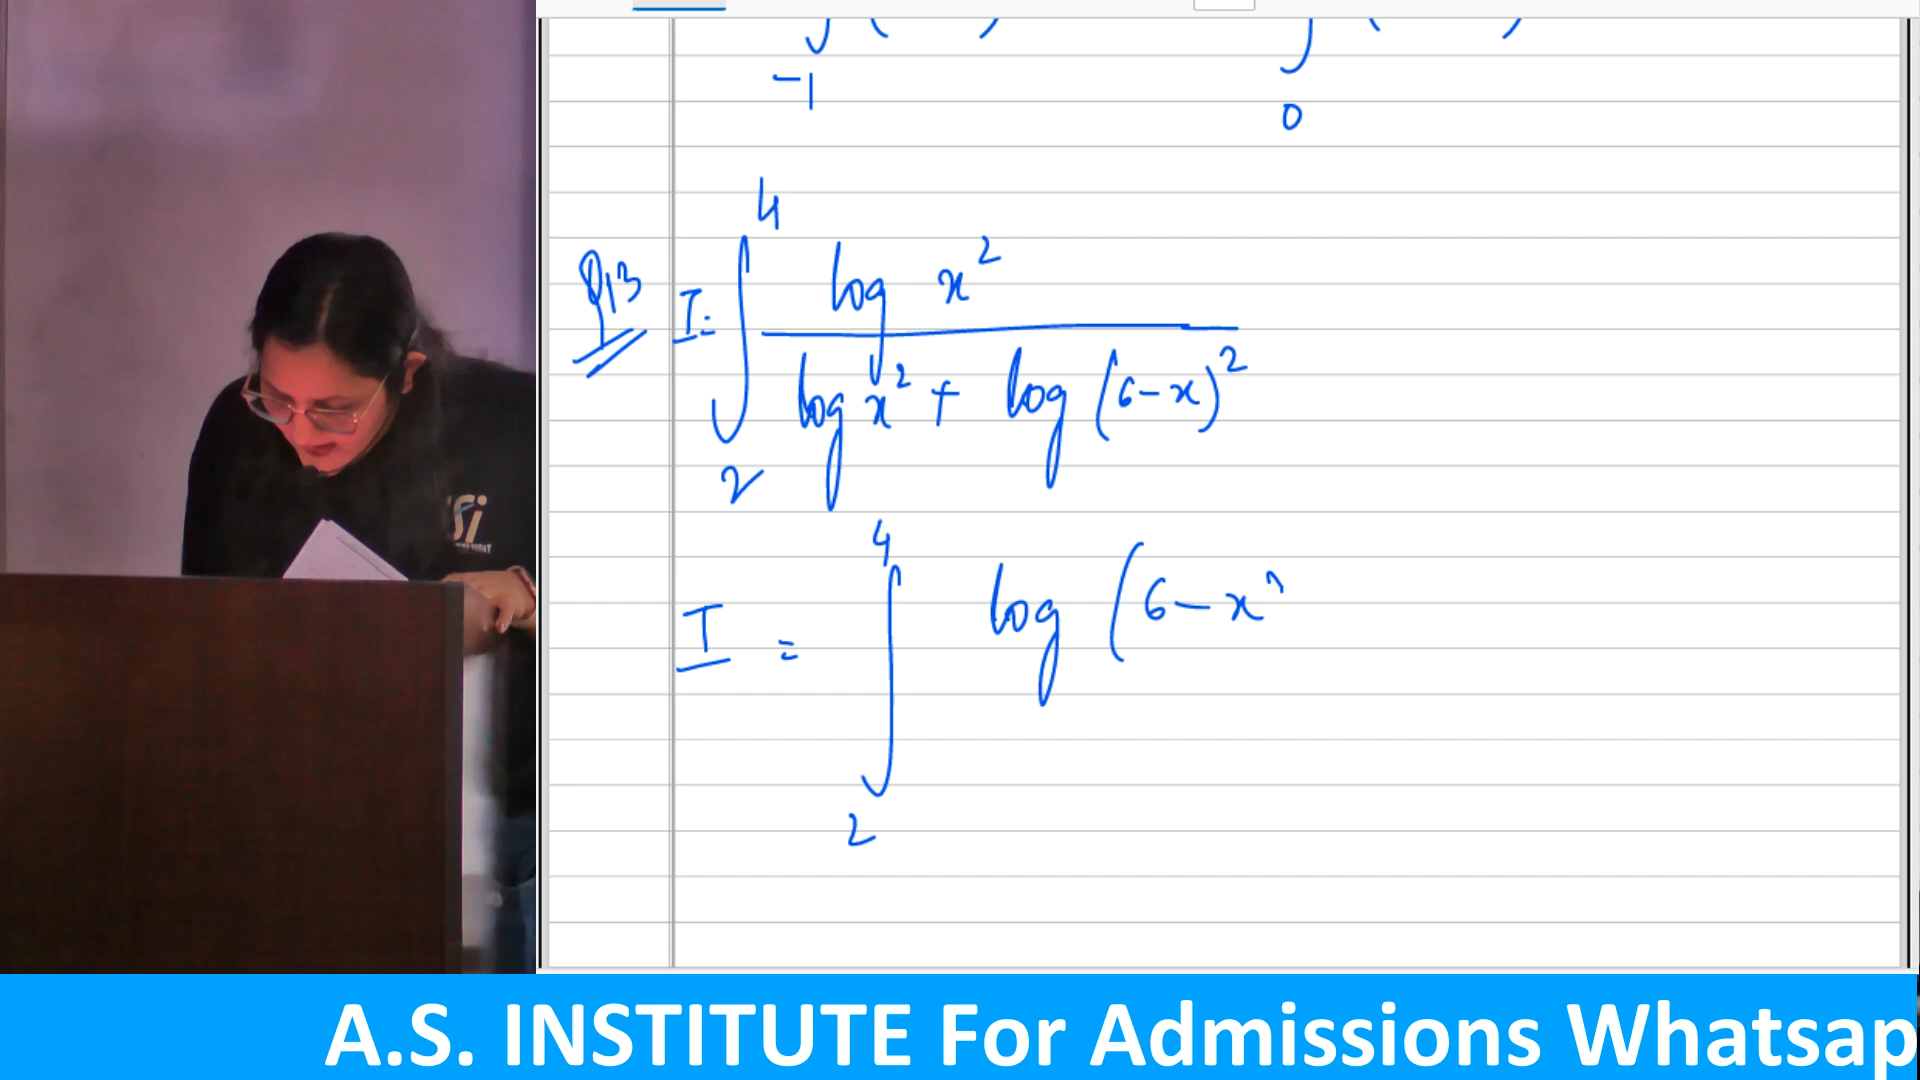 -1
0
Q13 I = ∫ 4 2 log x² / log x² + log (6-x)²
I = ∫ 4 2 log (6-x)
Si
A.S. INSTITUTE For Admissions Whatsap